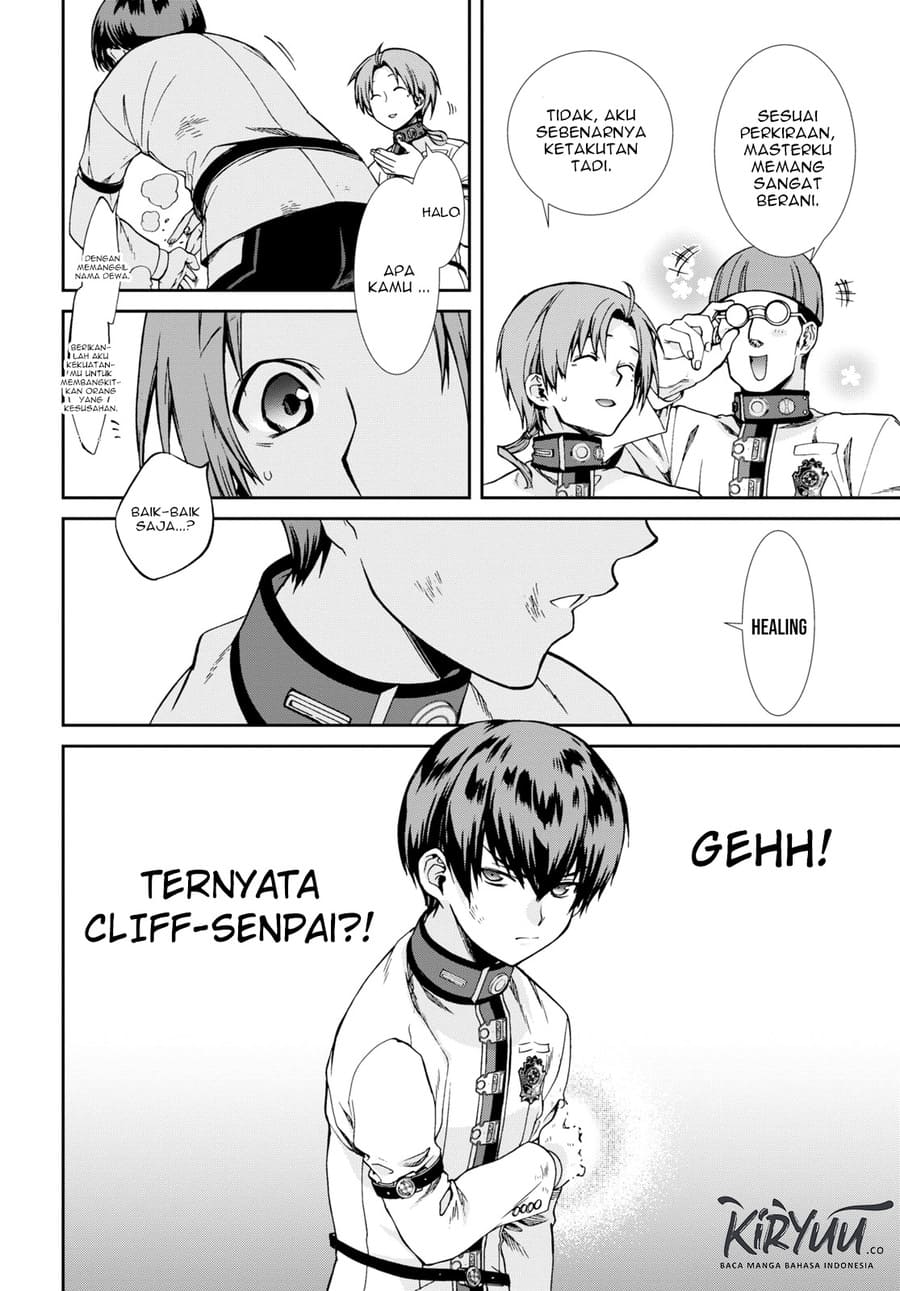 SESUAI
PERKIRAAN,
MASTERKU
MEMANG
SANGAT
BERANI.
TIDAK, AKU
SEBENARNYA
KETAKUTAN
TADI.
HALO
APA
KAMU ...
DENGAN
MEMANGGIL
NAMA DEWA.
BERIKAN-
LAH AKU
KEKUATAN-
MU UNTUK
MEMBANGKIT-
KAN ORANG
YANG
KESUSAHAN.
BAIK-BAIK
SAJA...?
HEALING
GEHH!
TERNYATA
CLIFF-SENPAI?!
KIRYUU.CO
BACA MANGA BAHASA INDONESIA